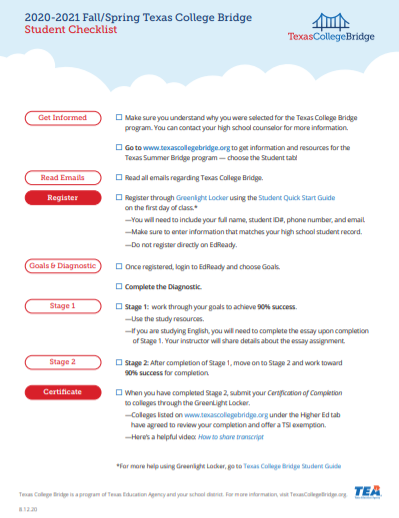 2020-2021 Fall/Spring Texas College Bridge
Student Checklist
TexasCollegeBridge
Get Informed
Make sure you understand why you were selected for the Texas College Bridge
program. You can contact your high school counselor for more information.
Go to www.texascollegebridge.org to get information and resources for the
Texas Summer Bridge program — choose the Student tab!
Read Emails
Read all emails regarding Texas College Bridge.
Register
Register through Greenlight Locker using the Student Quick Start Guide
on the first day of class.*
—You will need to include your full name, student ID#, phone number, and email.
—Make sure to enter information that matches your high school student record.
—Do not register directly on EdReady.
Goals & Diagnostic
Once registered, login to EdReady and choose Goals.
Complete the Diagnostic.
Stage 1
Stage 1: work through your goals to achieve 90% success.
—Use the study resources.
—If you are studying English, you will need to complete the essay upon completion
of Stage 1. Your instructor will share details about the essay assignment.
Stage 2
Stage 2: After completion of Stage 1, move on to Stage 2 and work toward
90% success for completion.
Certificate
When you have completed Stage 2, submit your Certification of Completion
to colleges through the GreenLight Locker.
—Colleges listed on www.texascollegebridge.org under the Higher Ed tab
have agreed to review your completion and offer a TSI exemption.
—Here's a helpful video: How to share transcript
*For more help using Greenlight Locker, go to Texas College Bridge Student Guide
Texas College Bridge is a program of Texas Education Agency and your school district. For more information, visit TexasCollegeBridge.org
TEA
8.12.20